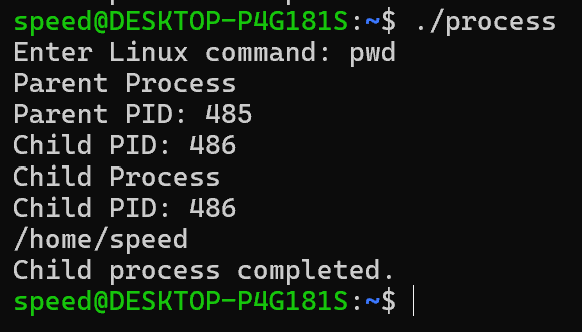 speed@DESKTOP-P4G181S:~$ ./process
Enter Linux command: pwd
Parent Process
Parent PID: 485
Child PID: 486
Child Process
Child PID: 486
/home/speed
Child process completed.
speed@DESKTOP-P4G181S:~$